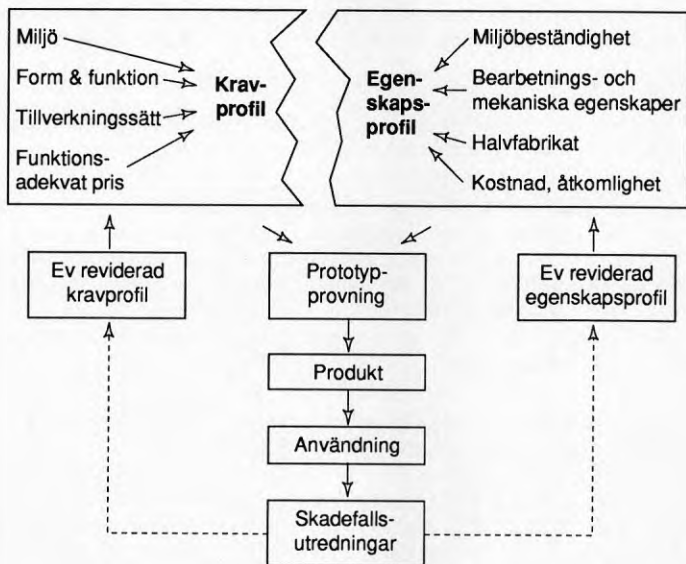 Miljö
Form & funktion
Tillverkningssätt
Funktions-
adekvat pris
Krav-
profil
Egen-
skaps-
profil
Miljöbeständighet
Bearbetnings- och
mekaniska egenskaper
Halvfabrikat
Kostnad, åtkomlighet
Ev reviderad
kravprofil
Prototyp-
provning
Ev reviderad
egenskapsprofil
Produkt
Användning
Skadefalls-
utredningar